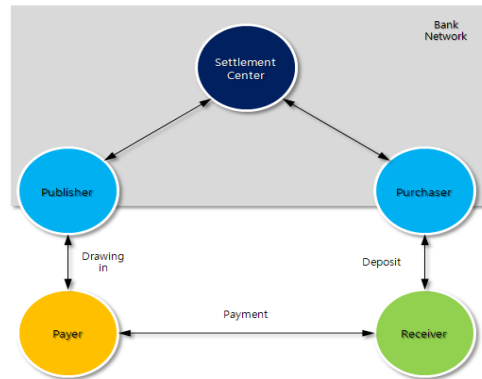 Bank
Network
Settlement
Center
Publisher
Purchaser
Drawing
in
Deposit
Payment
Payer
Receiver